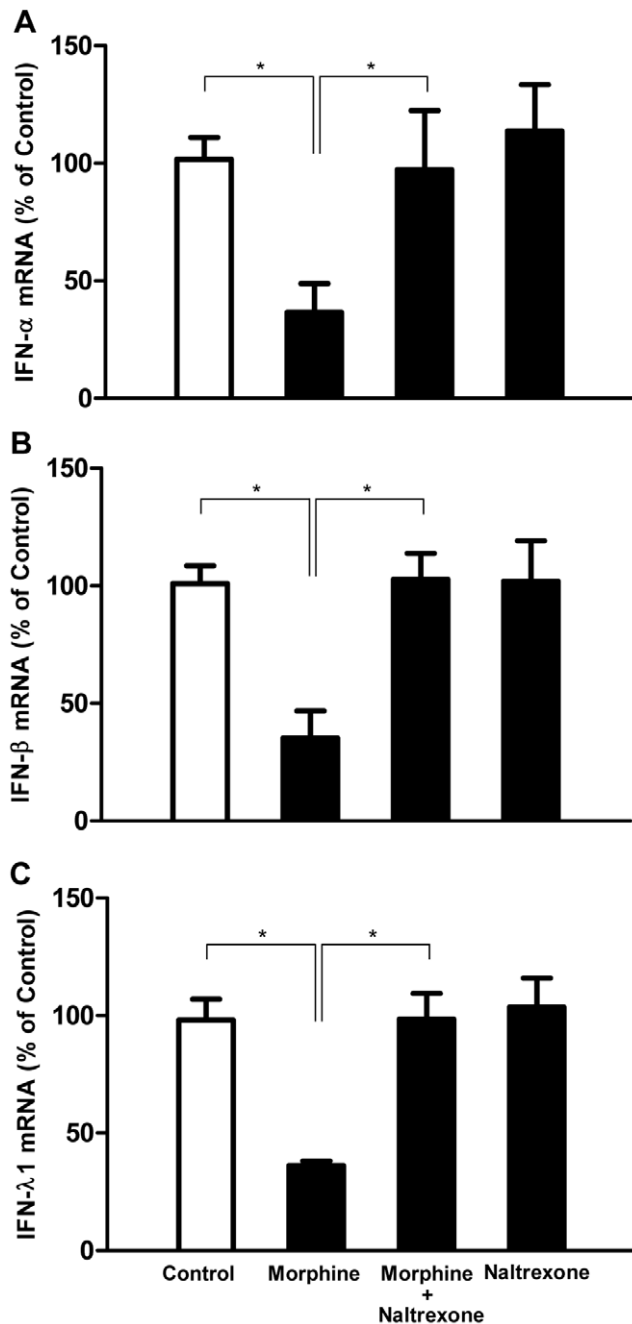 A
150
100
50
0
IFN-α mRNA (% of Control)
* *
B
150
100
50
0
IFN-β mRNA (% of Control)
* *
C
150
100
50
0
IFN-λ1 mRNA (% of Control)
* *
Control Morphine Morphine Naltrexone
+
Naltrexone